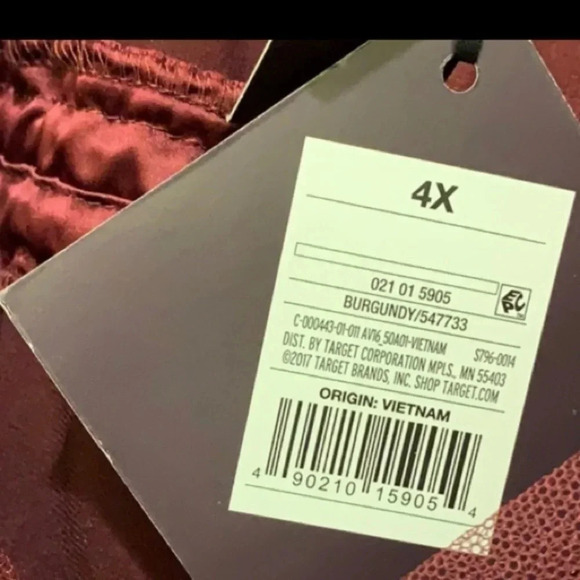 4X
021 01 5905
BURGUNDY/547733
C-000443-01-011 AV16_50A01-VIETNAM S796-0014
DIST. BY TARGET CORPORATION MPLS., MN 55403
©2017 TARGET BRANDS, INC. SHOP TARGET.COM
ORIGIN: VIETNAM
4 90210 15905 4